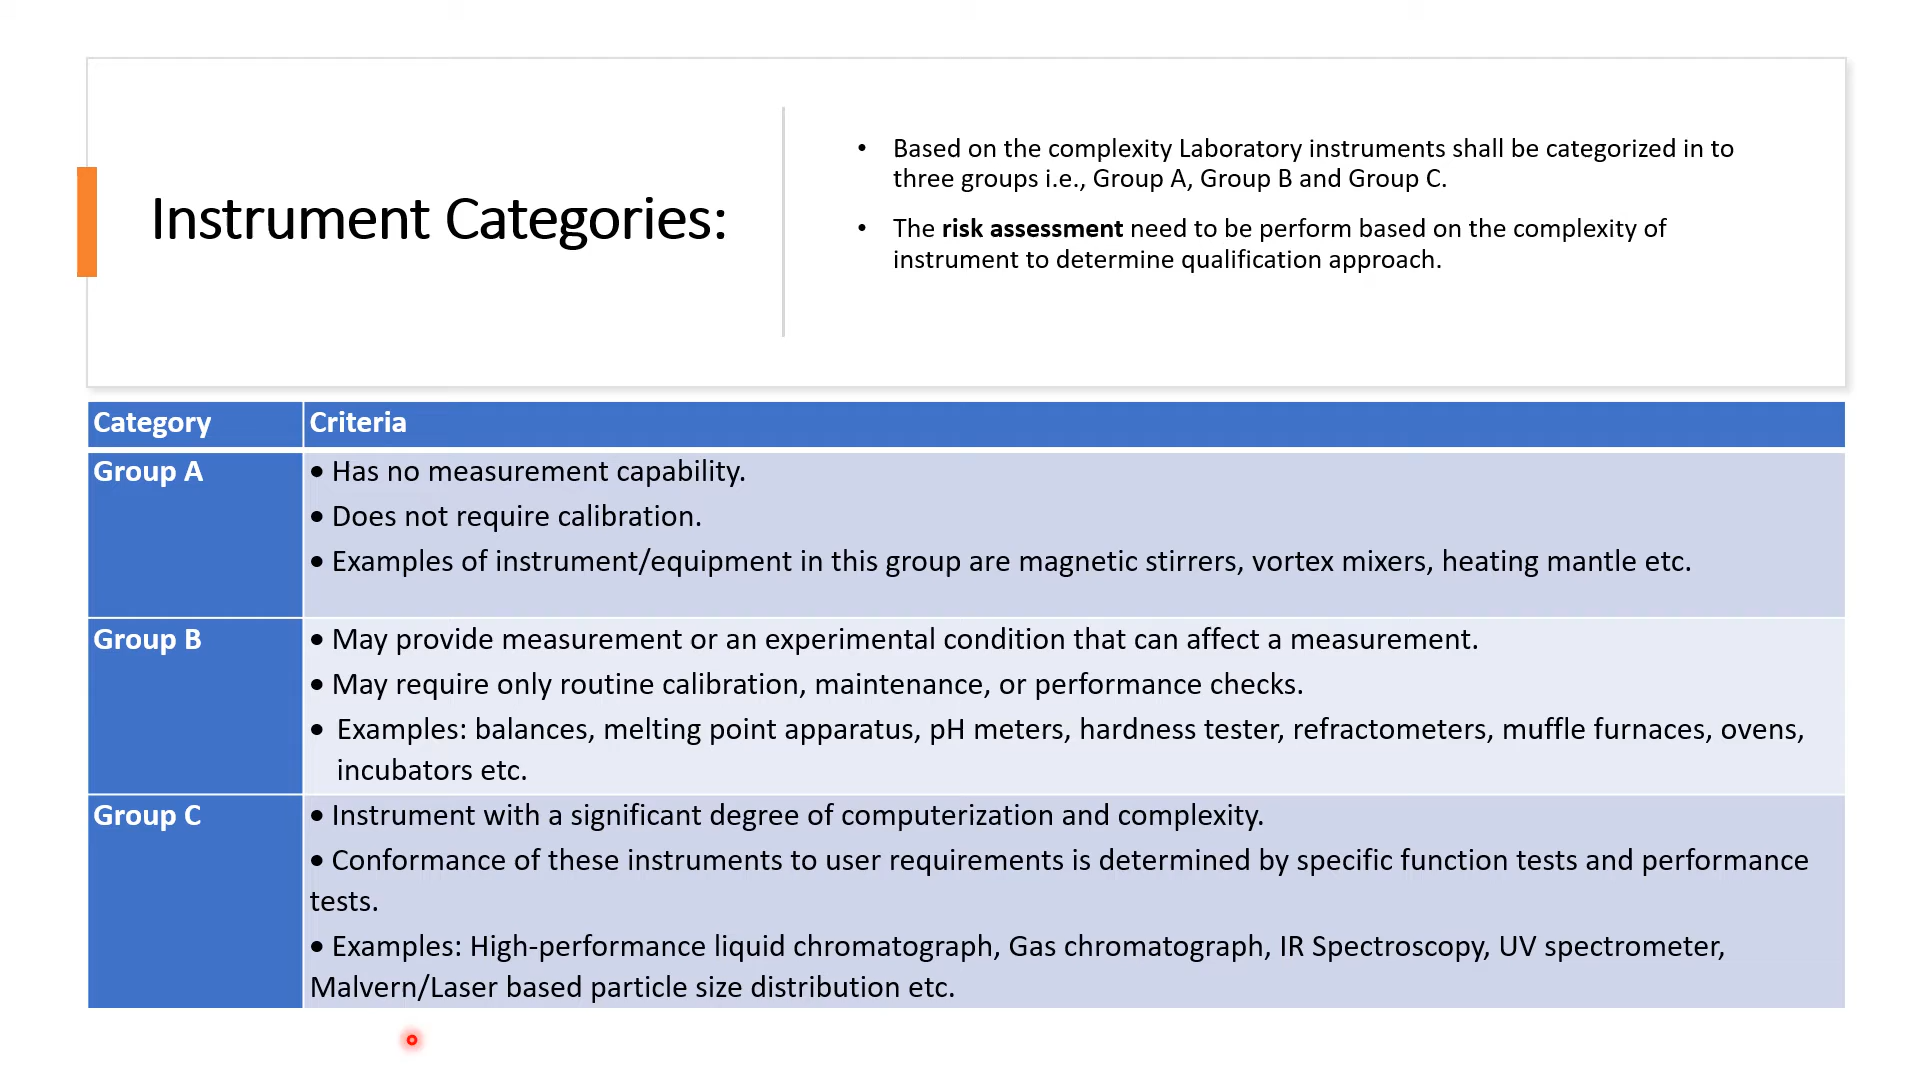 Instrument Categories:
• Based on the complexity Laboratory instruments shall be categorized in to
three groups i.e., Group A, Group B and Group C.
• The risk assessment need to be perform based on the complexity of
instrument to determine qualification approach.
Category Criteria
Group A
• Has no measurement capability.
• Does not require calibration.
• Examples of instrument/equipment in this group are magnetic stirrers, vortex mixers, heating mantle etc.
Group B
• May provide measurement or an experimental condition that can affect a measurement.
• May require only routine calibration, maintenance, or performance checks.
• Examples: balances, melting point apparatus, pH meters, hardness tester, refractometers, muffle furnaces, ovens,
incubators etc.
Group C
• Instrument with a significant degree of computerization and complexity.
• Conformance of these instruments to user requirements is determined by specific function tests and performance
tests.
• Examples: High-performance liquid chromatograph, Gas chromatograph, IR Spectroscopy, UV spectrometer,
Malvern/Laser based particle size distribution etc.